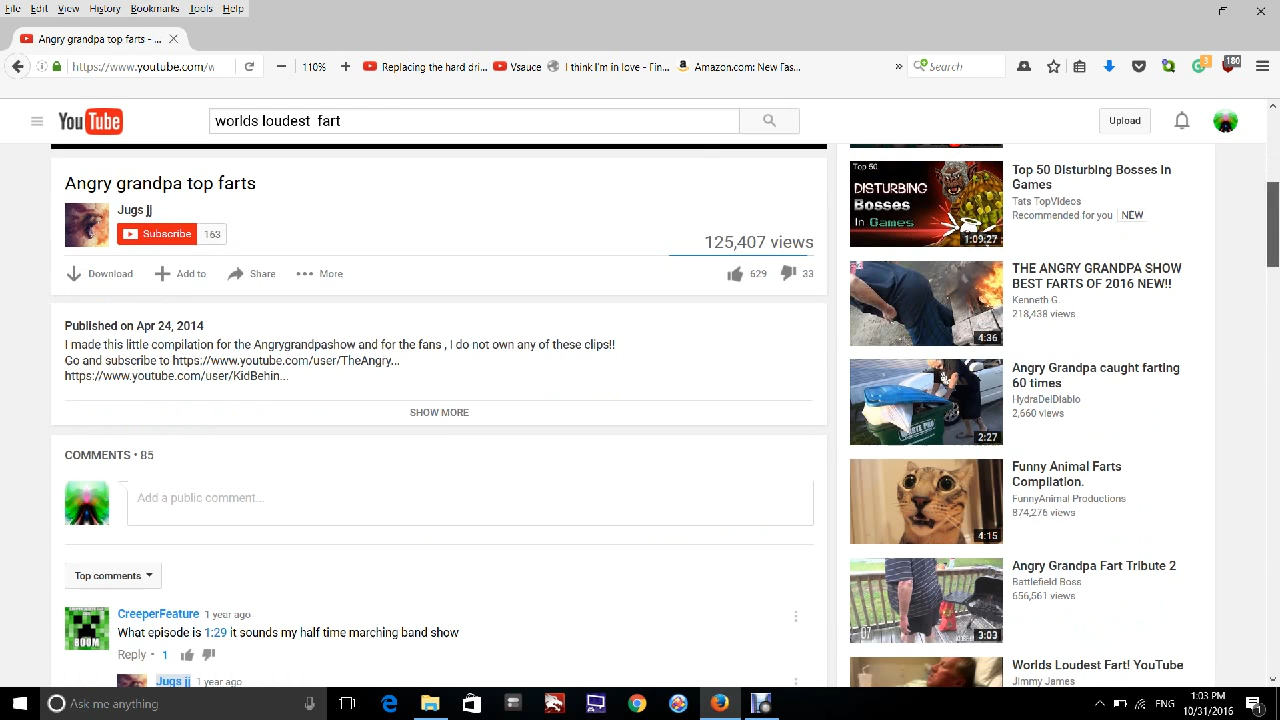 File Edit View History Bookmarks Tools Help
Angry grandpa top farts - ...
https://www.youtube.com/w
110%
Replacing the hard dri...
Vsauce
I think I'm in love - Fin...
Amazon.com: New Fas...
»
Search
3
180
YouTube
worlds loudest  fart
Upload
Angry grandpa top farts
Jugs jj
Subscribe 163
125,407 views
Download Add to Share More
629 33
Published on Apr 24, 2014
I made this little compilation for the Angrygrandpashow and for the fans , I do not own any of these clips!!
Go and subscribe to https://www.youtube.com/user/TheAngry...
https://www.youtube.com/user/KidBehin...
SHOW MORE
COMMENTS • 85
Add a public comment...
Top comments
CreeperFeature 1 year ago
What episode is 1:29 it sounds my half time marching band show
Reply • 1
BOOM
Jugs jj 1 year ago
Top 50
DISTURBING
Bosses
In Games
1:09:27
Top 50 Disturbing Bosses In
Games
Tats TopVideos
Recommended for you NEW
4:36
THE ANGRY GRANDPA SHOW
BEST FARTS OF 2016 NEW!!
Kenneth G.
218,438 views
2:27
Angry Grandpa caught farting
60 times
HydraDelDiablo
2,660 views
4:15
Funny Animal Farts
Compilation.
FunnyAnimal Productions
874,276 views
3:03
Angry Grandpa Fart Tribute 2
Battlefield Boss
656,561 views
Worlds Loudest Fart! YouTube
Jimmy James
Ask me anything
ENG
1:03 PM
10/31/2016
1